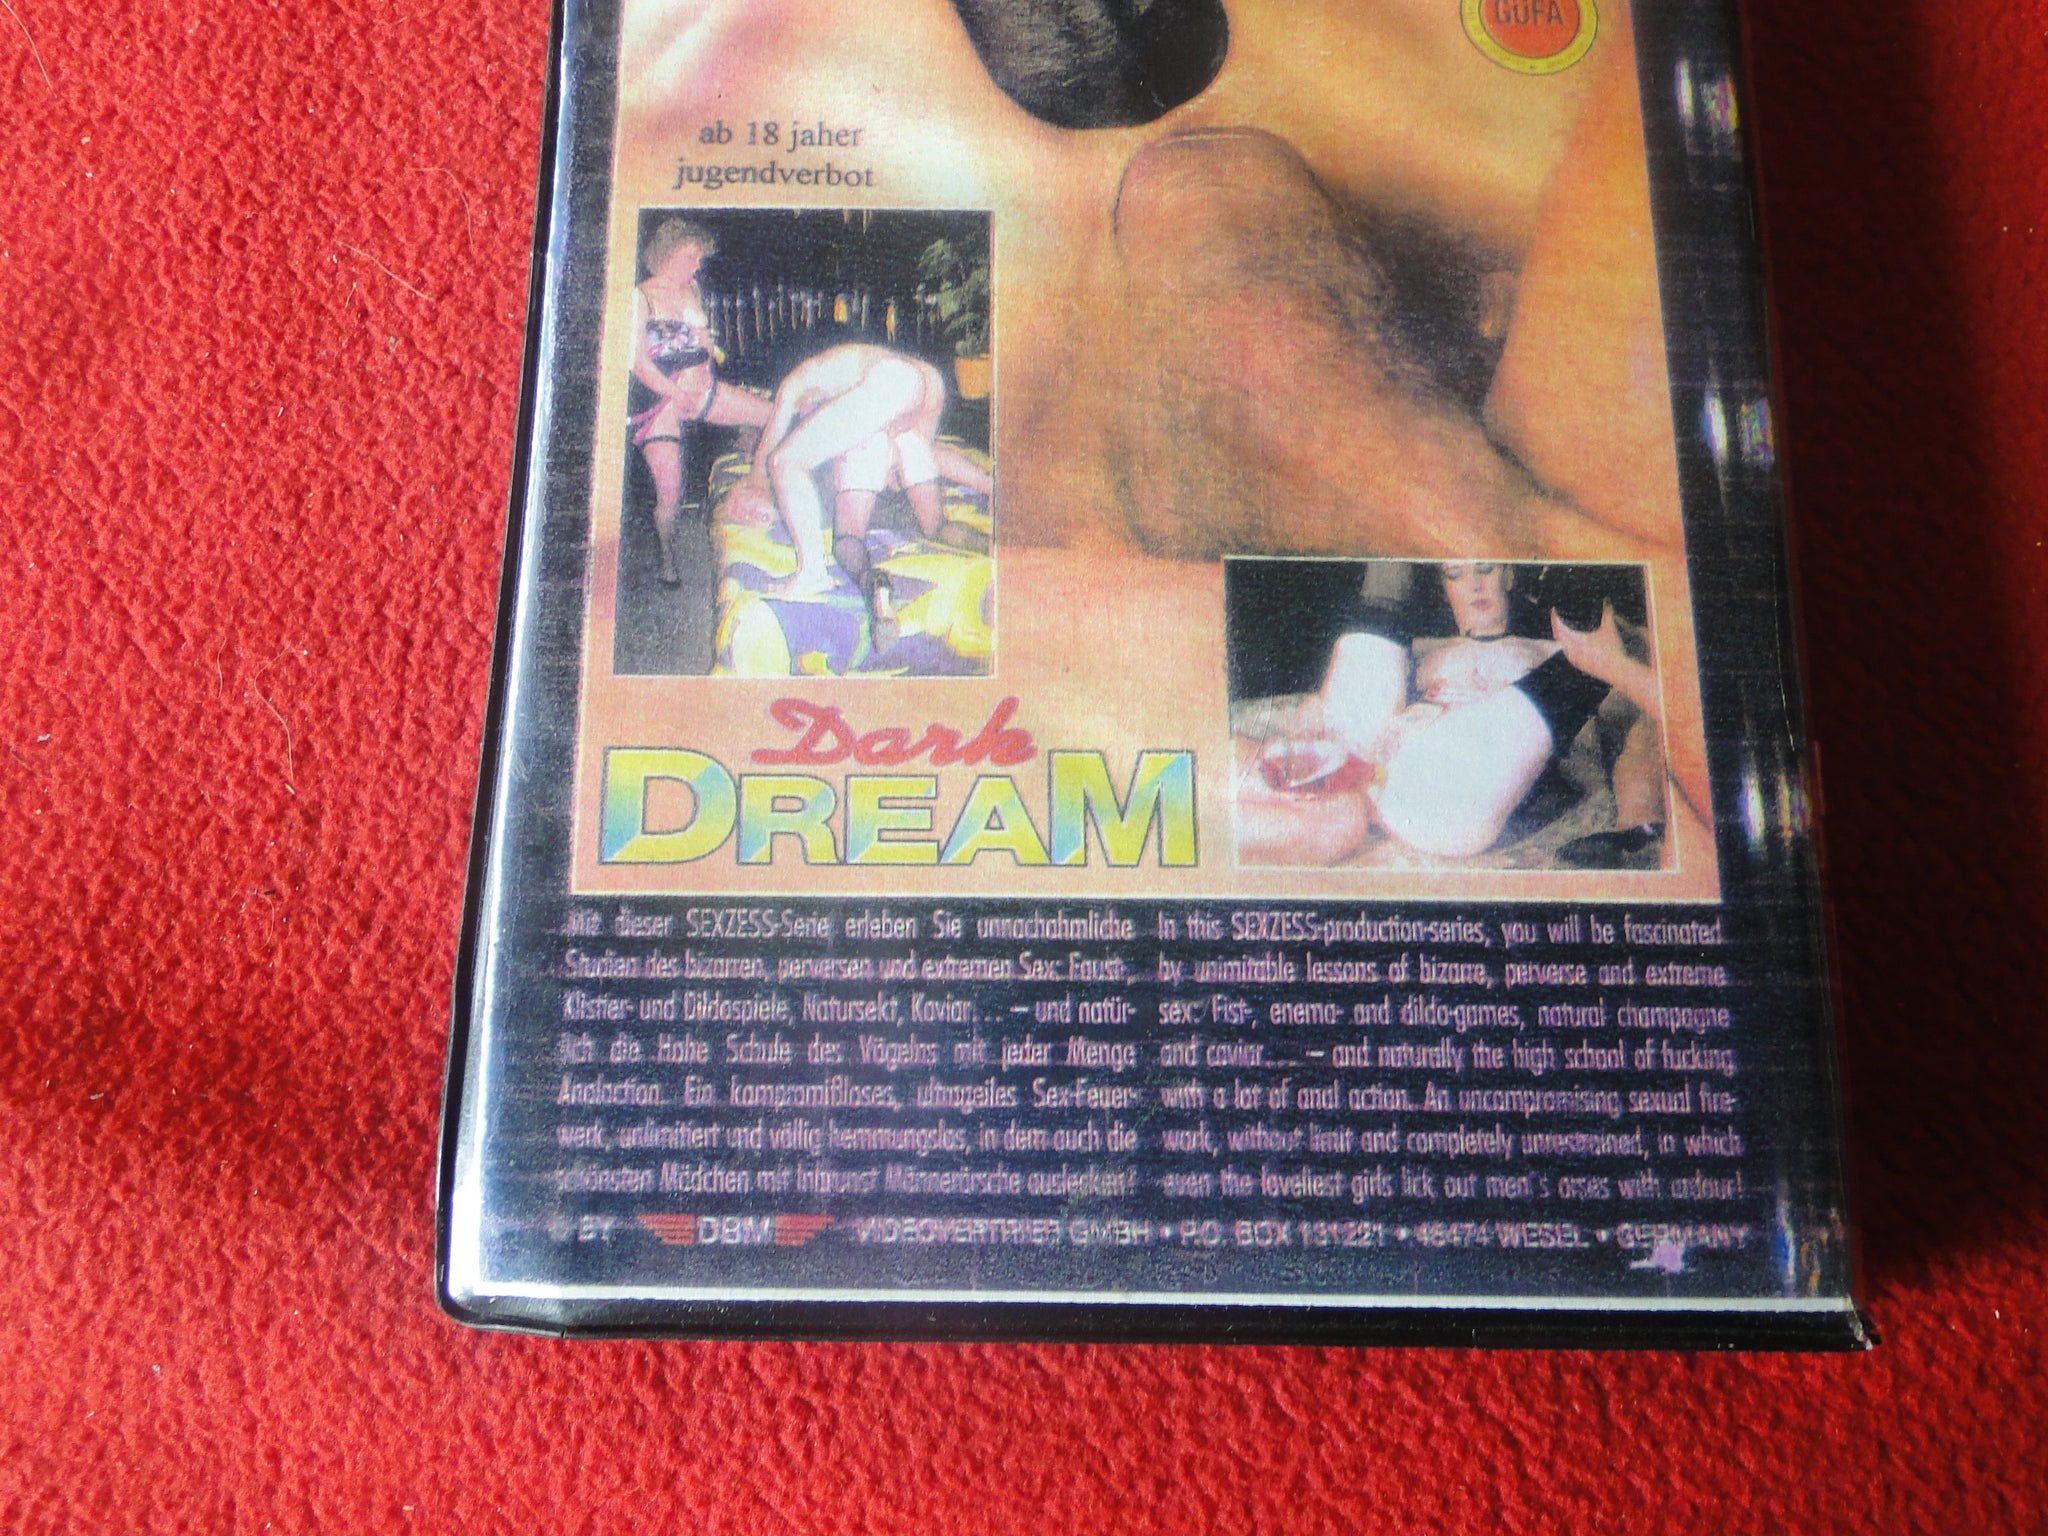 GÜFA
ab 18 jaher
jugendverbot
Dark
DREAM
Mit dieser SEXZESS-Serie erleben Sie unnachahmliche
Studien des bizarren, perversen und extremen Sex: Faust-,
Klistier- und Dildospiele, Natursekt, Kaviar... – und natür-
lich die Hohe Schule des Vögelns mit jeder Menge
Analaction. Ein kompromißloses, ultrageiles Sex-Feuer-
werk, unlimitiert und völlig hemmungslos, in dem auch die
schönsten Mädchen mit Inbrunst Männerärsche auslecken!
In this SEXZESS-production-series, you will be fascinated
by unimitable lessons of bizarre, perverse and extreme
sex: Fist-, enema- and dildo-games, natural champagne
and caviar... – and naturally the high school of fucking
with a lot of anal action. An uncompromising sexual fire-
work, without limit and completely unrestrained, in which
even the loveliest girls lick out men´s arses with ardour!
© BY DBM VIDEOVERTRIEB GMBH • P.O. BOX 131221 • 46474 WESEL • GERMANY